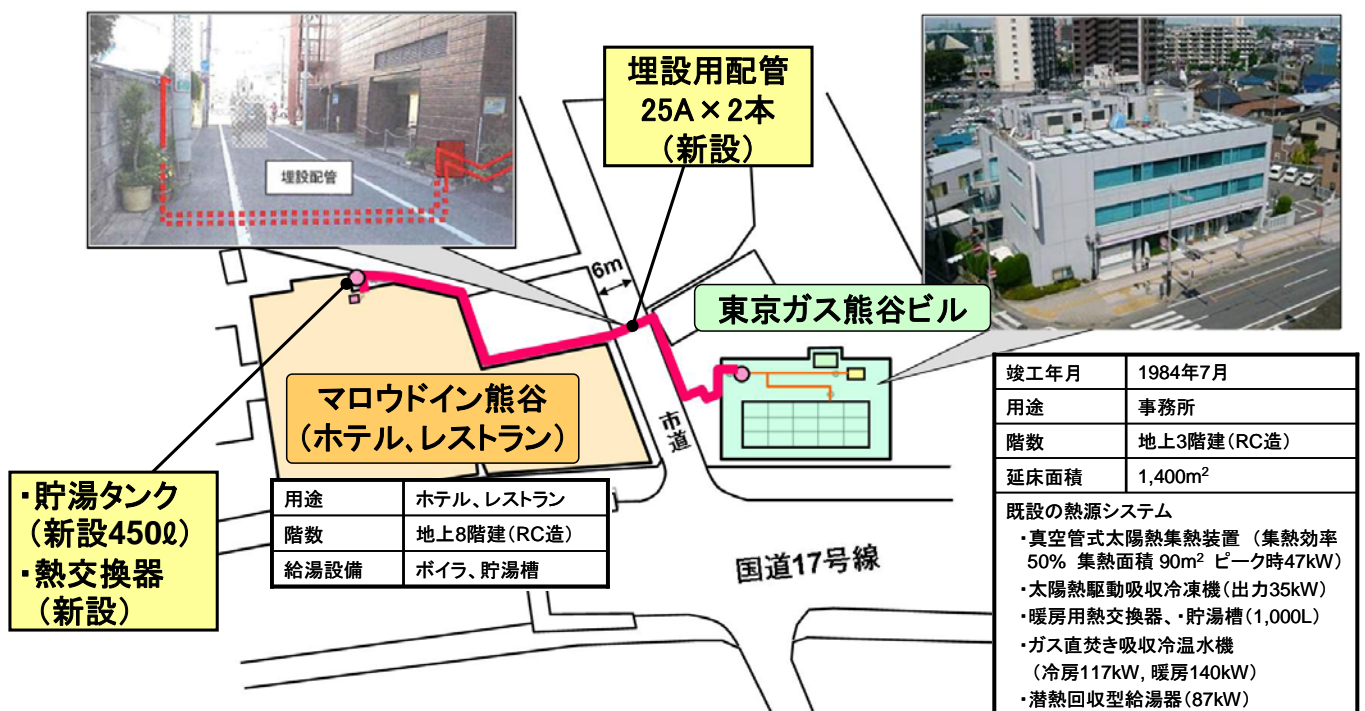 埋設配管
埋設用配管
25A×2本
（新設）
6m
東京ガス熊谷ビル
マロウドイン熊谷
（ホテル、レストラン）
市道
国道17号線
・貯湯タンク
（新設450ℓ）
・熱交換器
（新設）
用途 ホテル、レストラン
階数 地上8階建（RC造）
給湯設備 ボイラ、貯湯槽
竣工年月 1984年7月
用途 事務所
階数 地上3階建（RC造）
延床面積 1,400m²
既設の熱源システム
・真空管式太陽熱集熱装置 （集熱効率
50% 集熱面積 90m² ピーク時47kW）
・太陽熱駆動吸収冷凍機（出力35kW）
・暖房用熱交換器、・貯湯槽（1,000L）
・ガス直焚き吸収冷温水機
（冷房117kW, 暖房140kW）
・潜熱回収型給湯器（87kW）